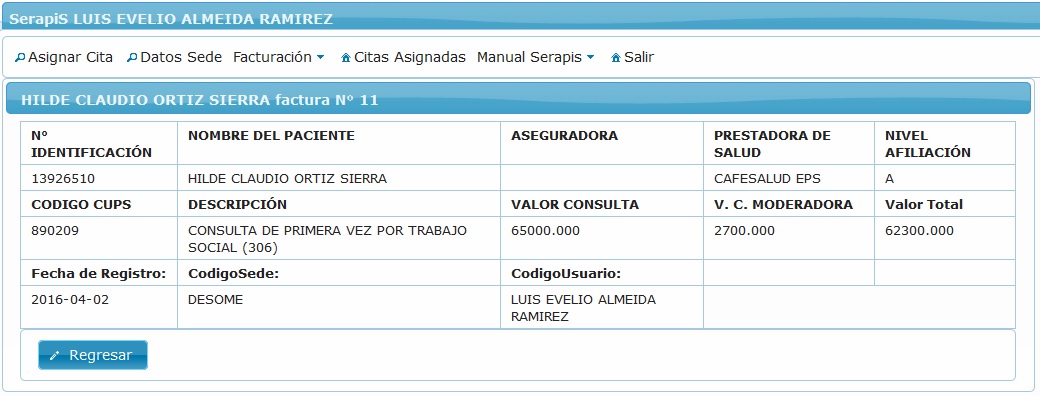 SerapiS LUIS EVELIO ALMEIDA RAMIREZ
Asignar Cita Datos Sede Facturación Citas Asignadas Manual Serapis Salir
HILDE CLAUDIO ORTIZ SIERRA factura N° 11
N° IDENTIFICACIÓN NOMBRE DEL PACIENTE ASEGURADORA PRESTADORA DE SALUD NIVEL AFILIACIÓN
13926510 HILDE CLAUDIO ORTIZ SIERRA CAFESALUD EPS A
CODIGO CUPS DESCRIPCIÓN VALOR CONSULTA V. C. MODERADORA Valor Total
890209 CONSULTA DE PRIMERA VEZ POR TRABAJO SOCIAL (306) 65000.000 2700.000 62300.000
Fecha de Registro: CodigoSede: CodigoUsuario:
2016-04-02 DESOME LUIS EVELIO ALMEIDA RAMIREZ
Regresar